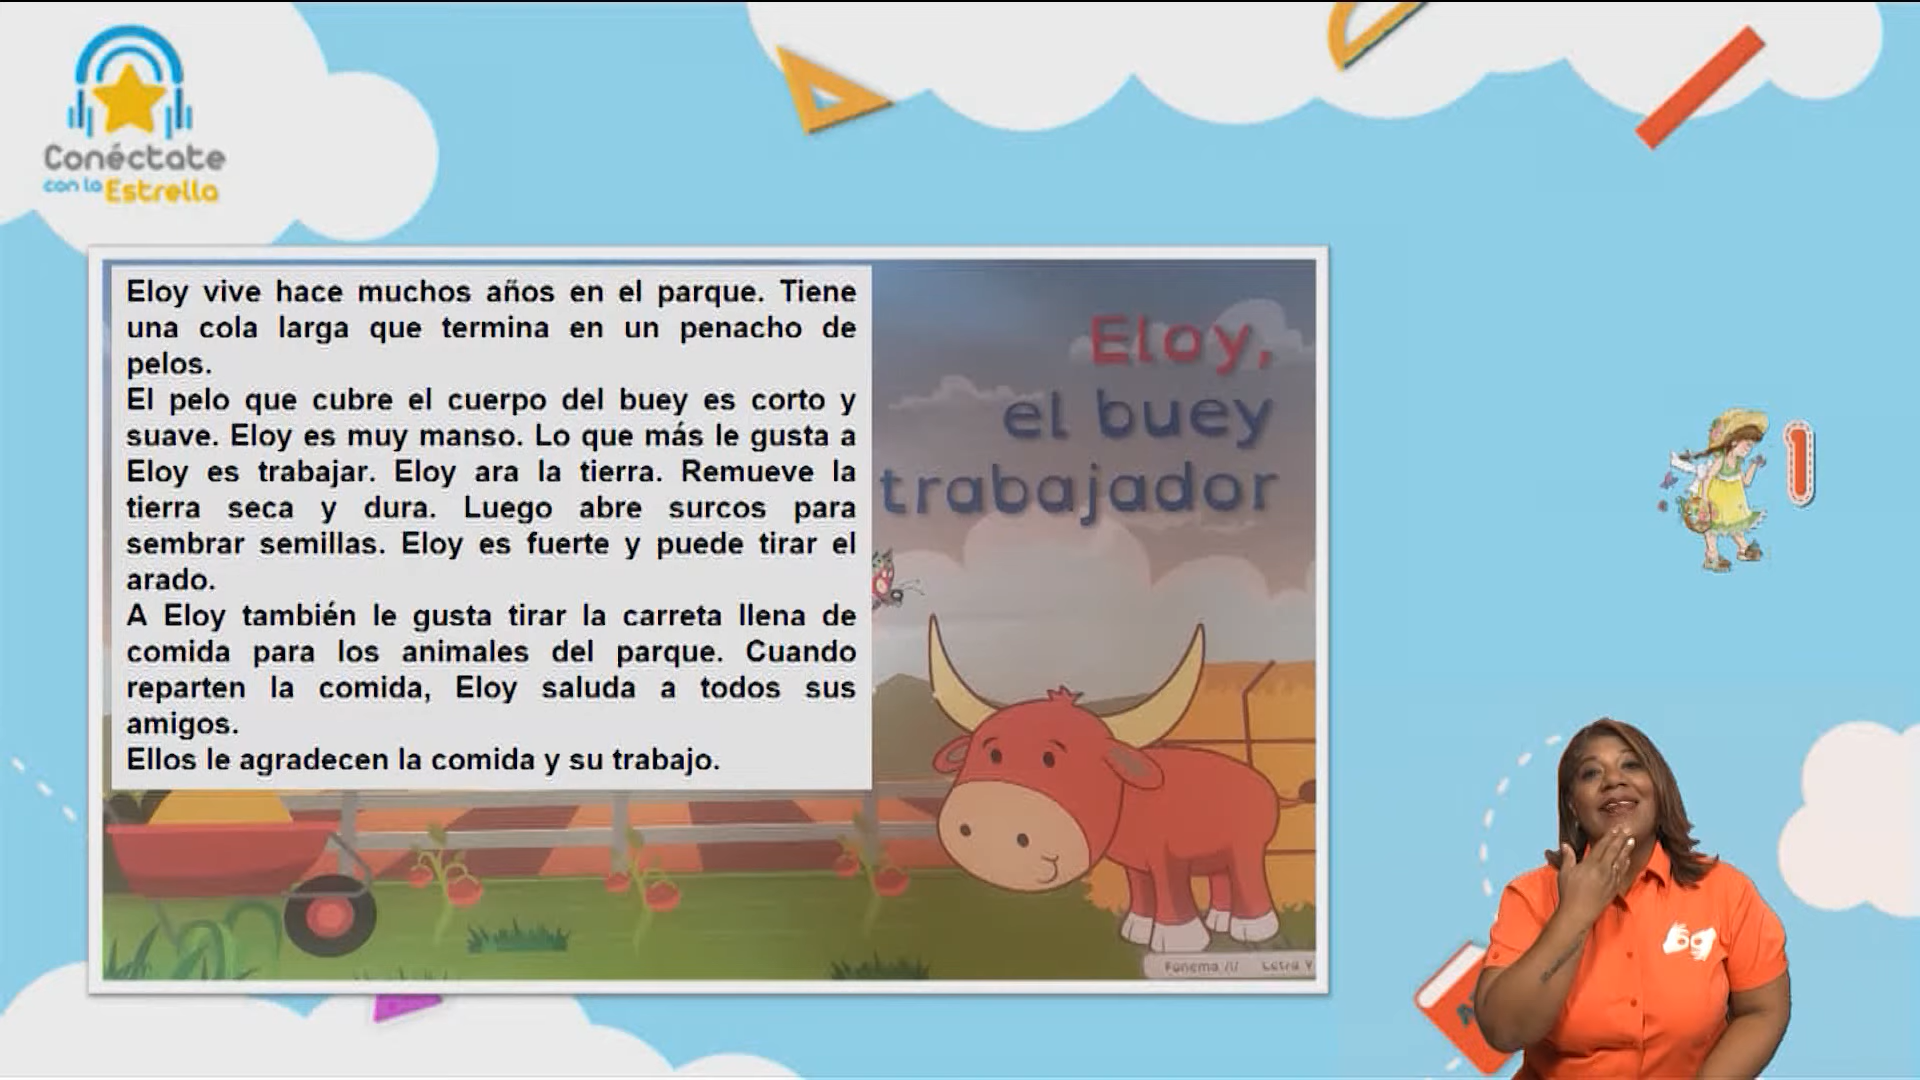 Conéctate
con la Estrella
Eloy vive hace muchos años en el parque. Tiene
una cola larga que termina en un penacho de
pelos.
El pelo que cubre el cuerpo del buey es corto y
suave. Eloy es muy manso. Lo que más le gusta a
Eloy es trabajar. Eloy ara la tierra. Remueve la
tierra seca y dura. Luego abre surcos para
sembrar semillas. Eloy es fuerte y puede tirar el
arado.
A Eloy también le gusta tirar la carreta llena de
comida para los animales del parque. Cuando
reparten la comida, Eloy saluda a todos sus
amigos.
Ellos le agradecen la comida y su trabajo.
Eloy,
el buey
trabajador
Fonema /i/ Letra Y
1